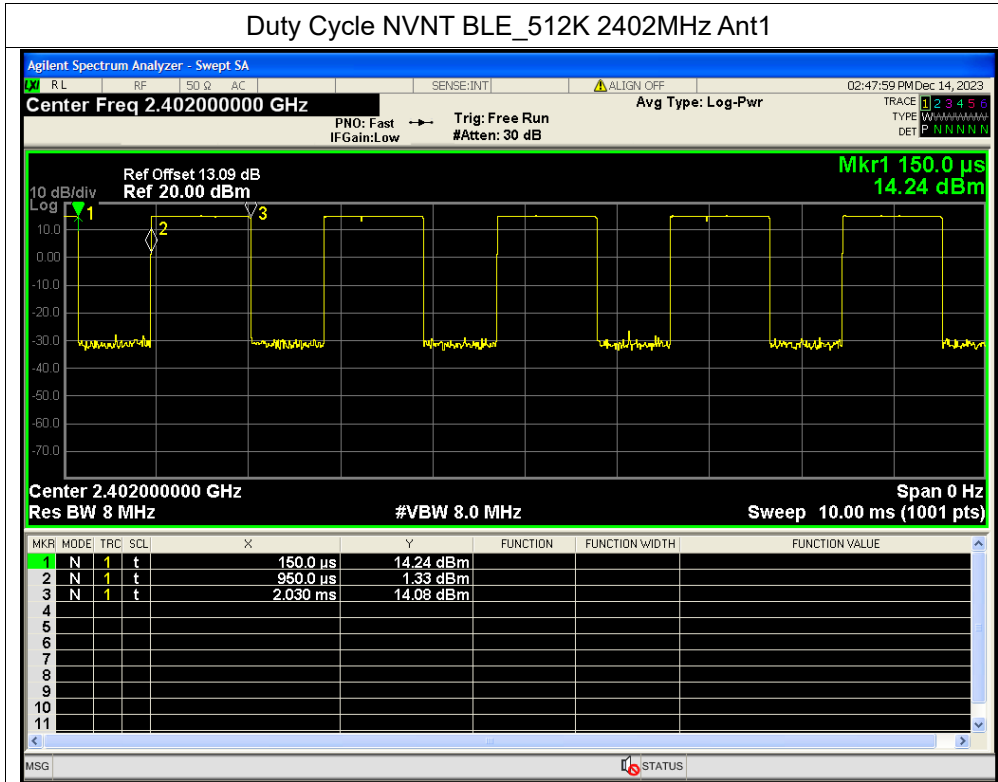 Duty Cycle NVNT BLE_512K 2402MHz Ant1
Agilent Spectrum Analyzer - Swept SA
LXI RL RF 50 Ω AC SENSE:INT ALIGN OFF 02:47:59 PM Dec 14, 2023
Center Freq 2.402000000 GHz Avg Type: Log-Pwr TRACE 1 2 3 4 5 6
PNO: Fast Trig: Free Run TYPE WWWWWW
IFGain:Low #Atten: 30 dB DET P N N N N N
Mkr1 150.0 µs
14.24 dBm
Ref Offset 13.09 dB
10 dB/div Ref 20.00 dBm
Log
1
2
3
10.0
0.00
-10.0
-20.0
-30.0
-40.0
-50.0
-60.0
-70.0
Center 2.402000000 GHz Span 0 Hz
Res BW 8 MHz #VBW 8.0 MHz Sweep 10.00 ms (1001 pts)
MKR MODE TRC SCL X Y FUNCTION FUNCTION WIDTH FUNCTION VALUE
1 N 1 t 150.0 µs 14.24 dBm
2 N 1 t 950.0 µs 1.33 dBm
3 N 1 t 2.030 ms 14.08 dBm
4
5
6
7
8
9
10
11
MSG STATUS